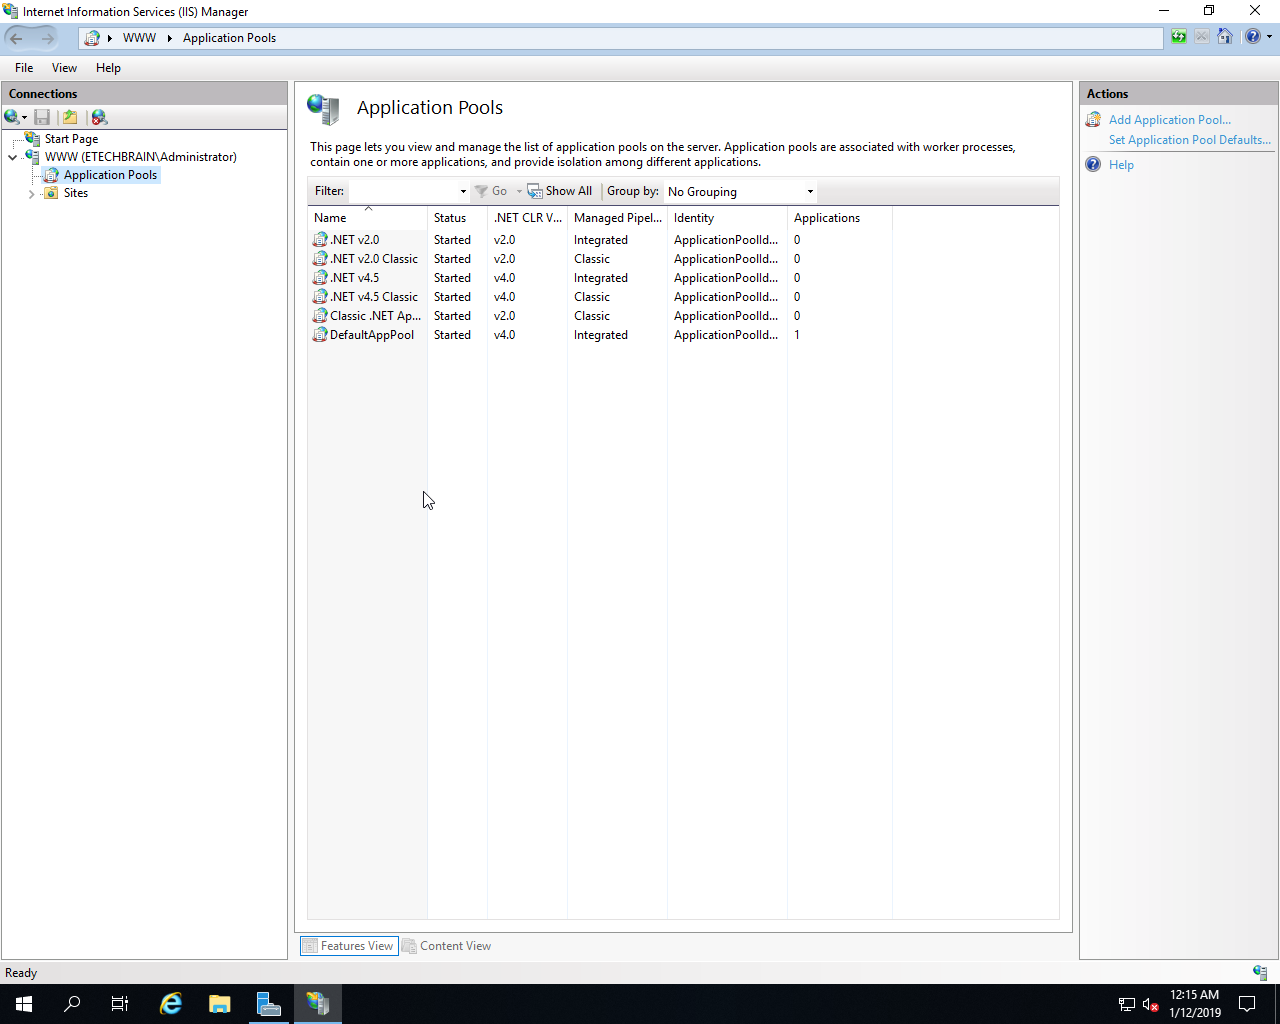 Internet Information Services (IIS) Manager
WWW
Application Pools
File View Help
Connections
Start Page
WWW (ETECHBRAIN\Administrator)
Application Pools
Sites
Application Pools
This page lets you view and manage the list of application pools on the server. Application pools are associated with worker processes,
contain one or more applications, and provide isolation among different applications.
Filter: Go Show All Group by: No Grouping
Name Status .NET CLR V... Managed Pipel... Identity Applications
.NET v2.0 Started v2.0 Integrated ApplicationPoolId... 0
.NET v2.0 Classic Started v2.0 Classic ApplicationPoolId... 0
.NET v4.5 Started v4.0 Integrated ApplicationPoolId... 0
.NET v4.5 Classic Started v4.0 Classic ApplicationPoolId... 0
Classic .NET Ap... Started v2.0 Classic ApplicationPoolId... 0
DefaultAppPool Started v4.0 Integrated ApplicationPoolId... 1
Features View Content View
Actions
Add Application Pool...
Set Application Pool Defaults...
Help
Ready
12:15 AM
1/12/2019